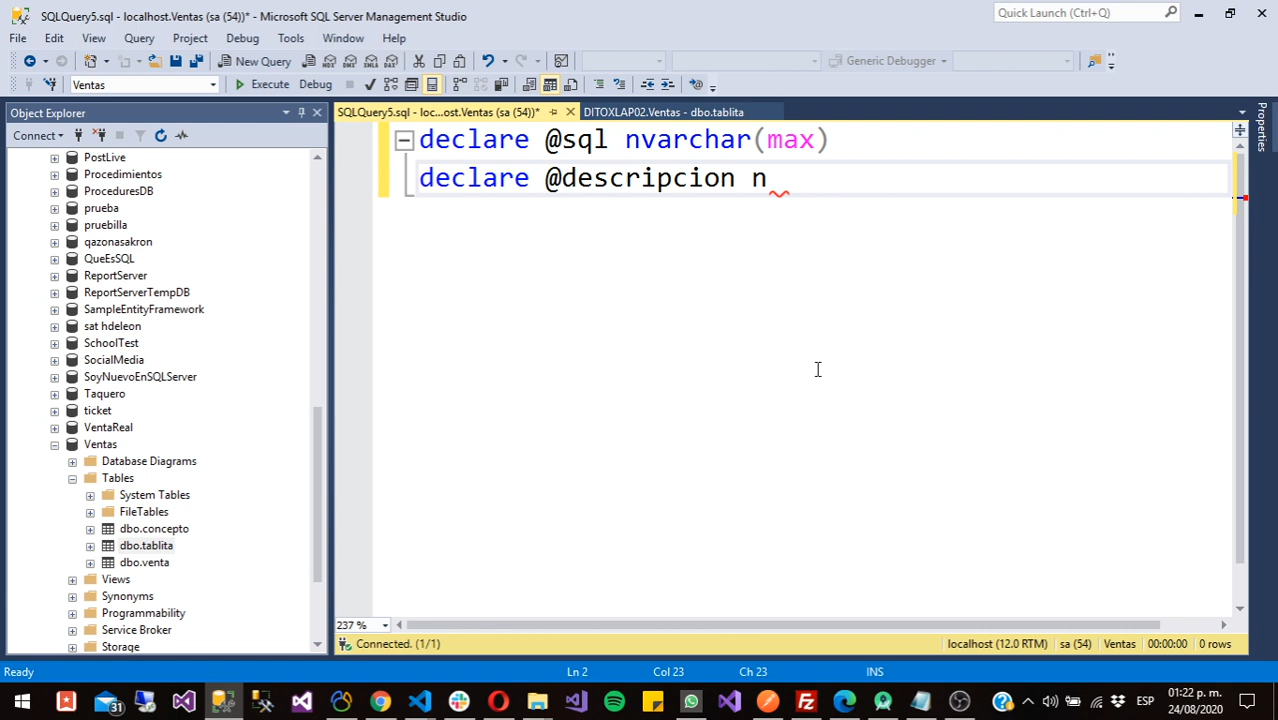 SQLQuery5.sql - localhost.Ventas (sa (54))* - Microsoft SQL Server Management Studio
Quick Launch (Ctrl+Q)
File Edit View Query Project Debug Tools Window Help
New Query
Generic Debugger
Ventas
Execute Debug
Object Explorer
SQLQuery5.sql - loc...ost.Ventas (sa (54))*
DITOXLAP02.Ventas - dbo.tablita
Connect
PostLive
Procedimientos
ProceduresDB
prueba
pruebilla
qazonasakron
QueEsSQL
ReportServer
ReportServerTempDB
SampleEntityFramework
sat hdeleon
SchoolTest
SocialMedia
SoyNuevoEnSQLServer
Taquero
ticket
VentaReal
Ventas
Database Diagrams
Tables
System Tables
FileTables
dbo.concepto
dbo.tablita
dbo.venta
Views
Synonyms
Programmability
Service Broker
Storage
declare @sql nvarchar(max)
declare @descripcion n
237 %
Connected. (1/1)
localhost (12.0 RTM) sa (54) Ventas 00:00:00 0 rows
Ready
Ln 2 Col 23 Ch 23 INS
31
ESP
01:22 p. m.
24/08/2020